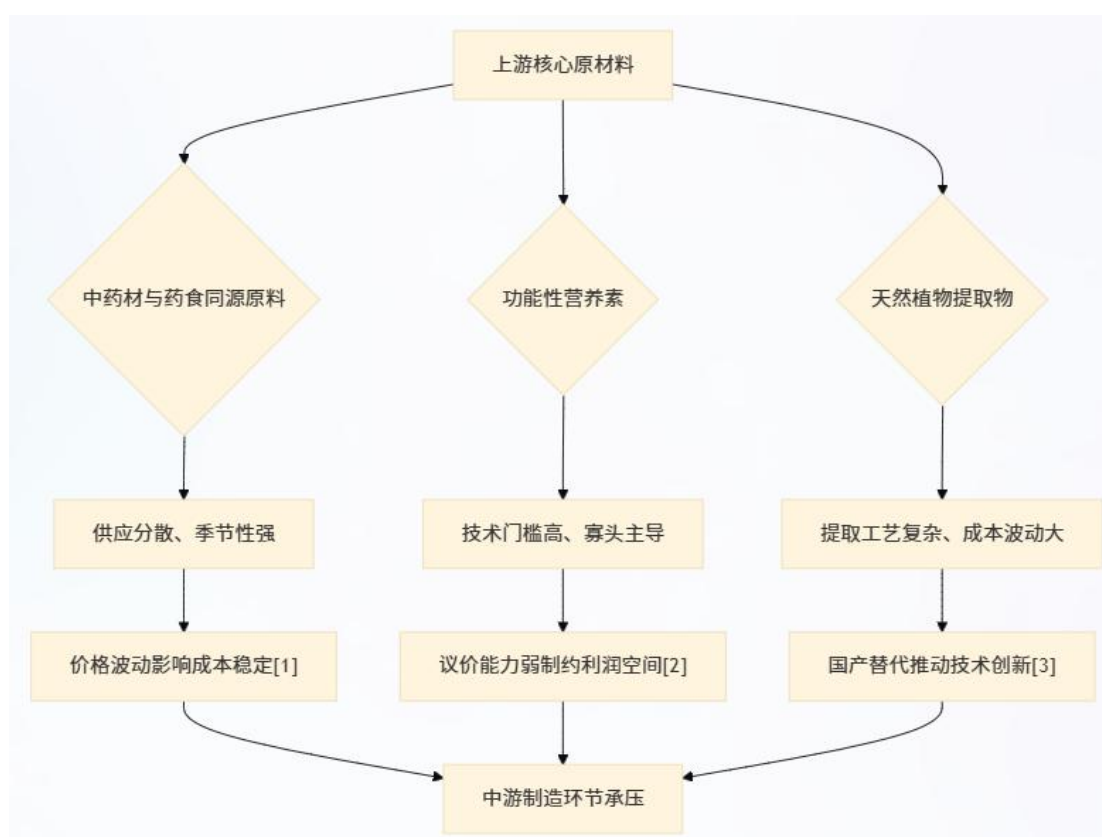 上游核心原材料
中药材与药食同源原料
功能性营养素
天然植物提取物
供应分散、季节性强
技术门槛高、寡头主导
提取工艺复杂、成本波动大
价格波动影响成本稳定[1]
议价能力弱制约利润空间[2]
国产替代推动技术创新[3]
中游制造环节承压